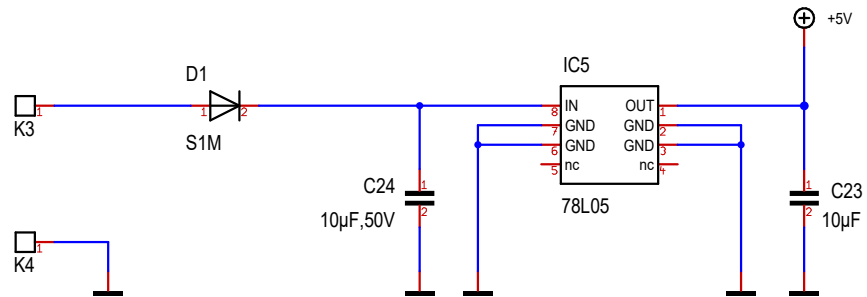 +5V
D1
IC5
K3
1
1
2
S1M
IN
OUT
8
1
GND
GND
7
2
GND
GND
6
3
nc
nc
5
4
C24
1
2
10µF,50V
78L05
C23
1
2
10µF
K4
1